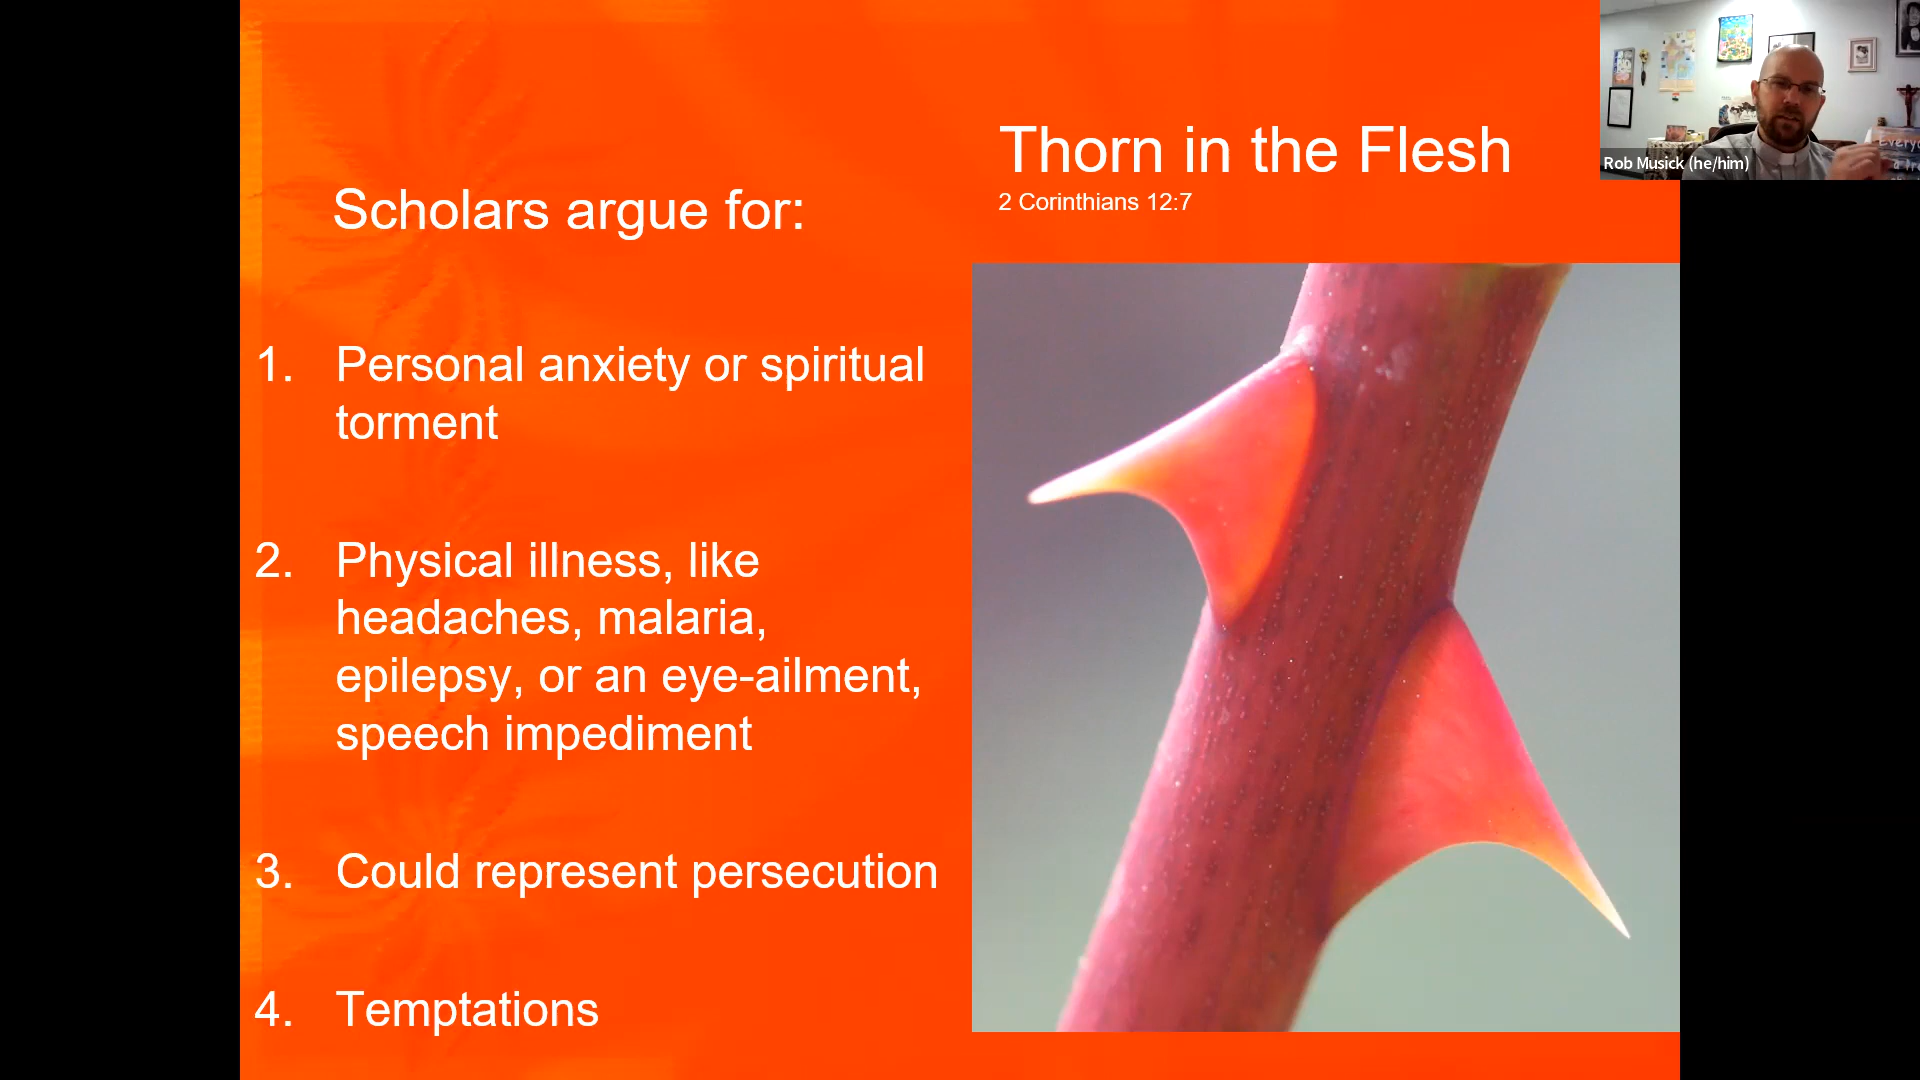 Thorn in the Flesh
2 Corinthians 12:7
Scholars argue for:
1. Personal anxiety or spiritual
torment
2. Physical illness, like
headaches, malaria,
epilepsy, or an eye-ailment,
speech impediment
3. Could represent persecution
4. Temptations
Rob Musick (he/him)